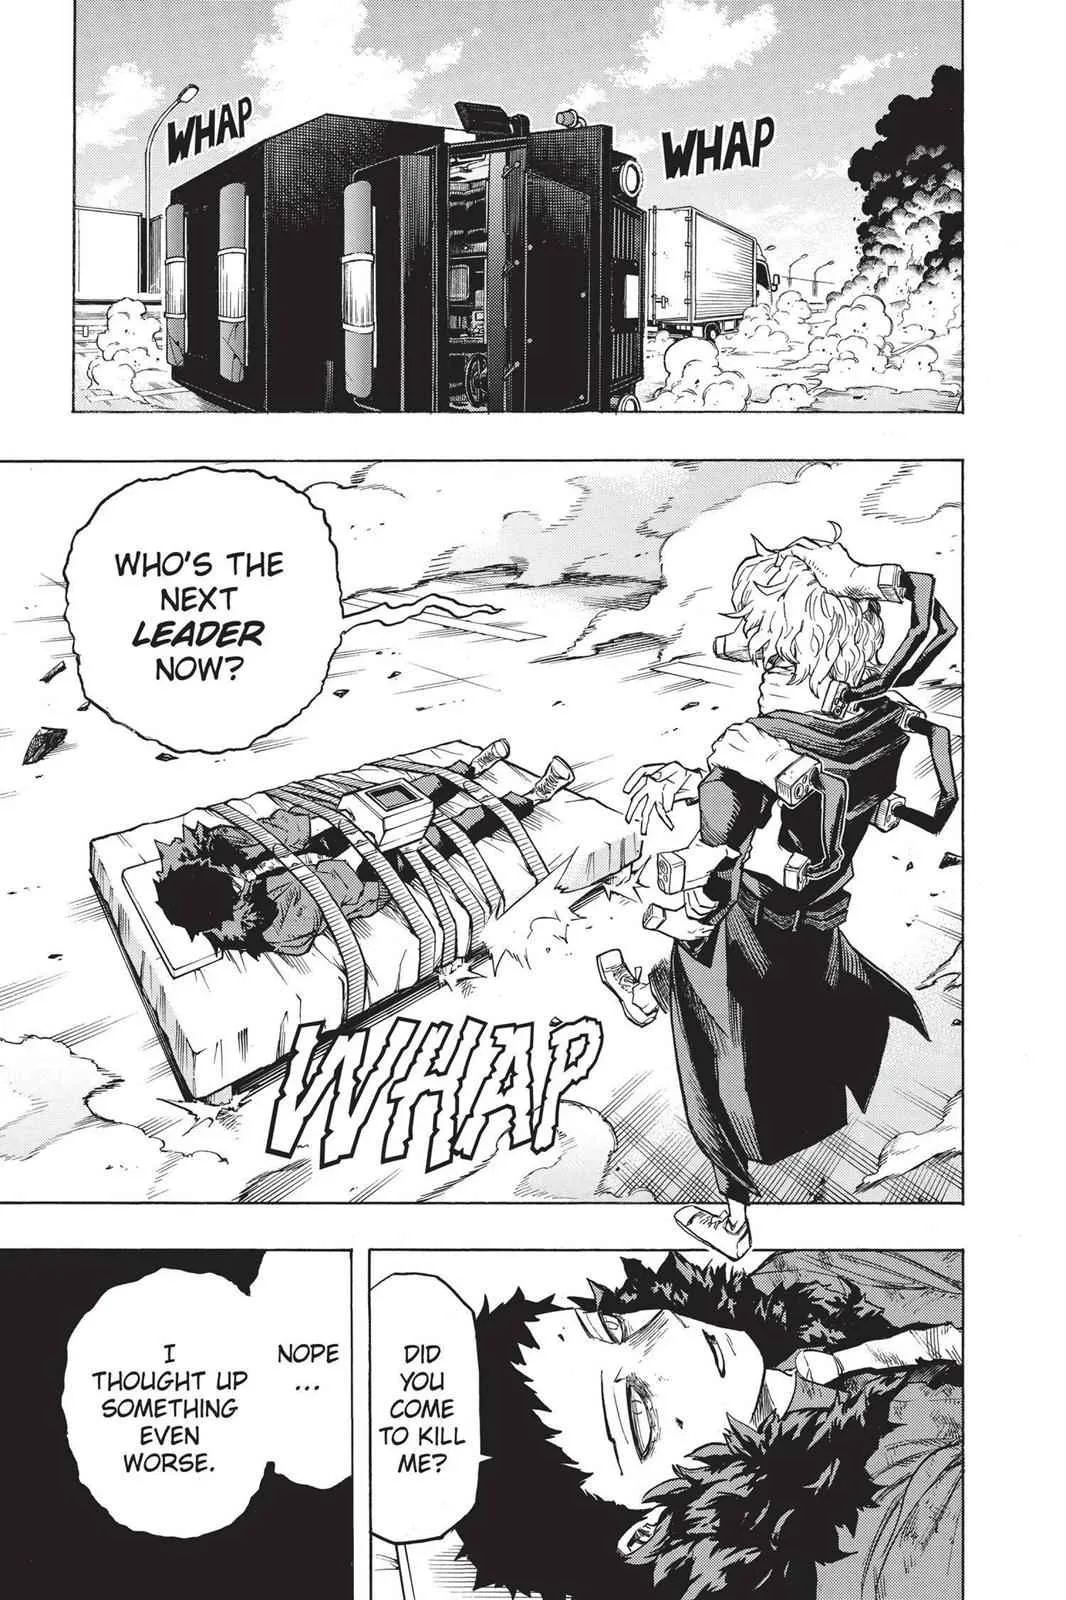 WHAP
WHAP
WHO'S THE
NEXT
LEADER
NOW?
WHAP
DID
YOU
COME
TO KILL
ME?
NOPE
...
I
THOUGHT UP
SOMETHING
EVEN
WORSE.